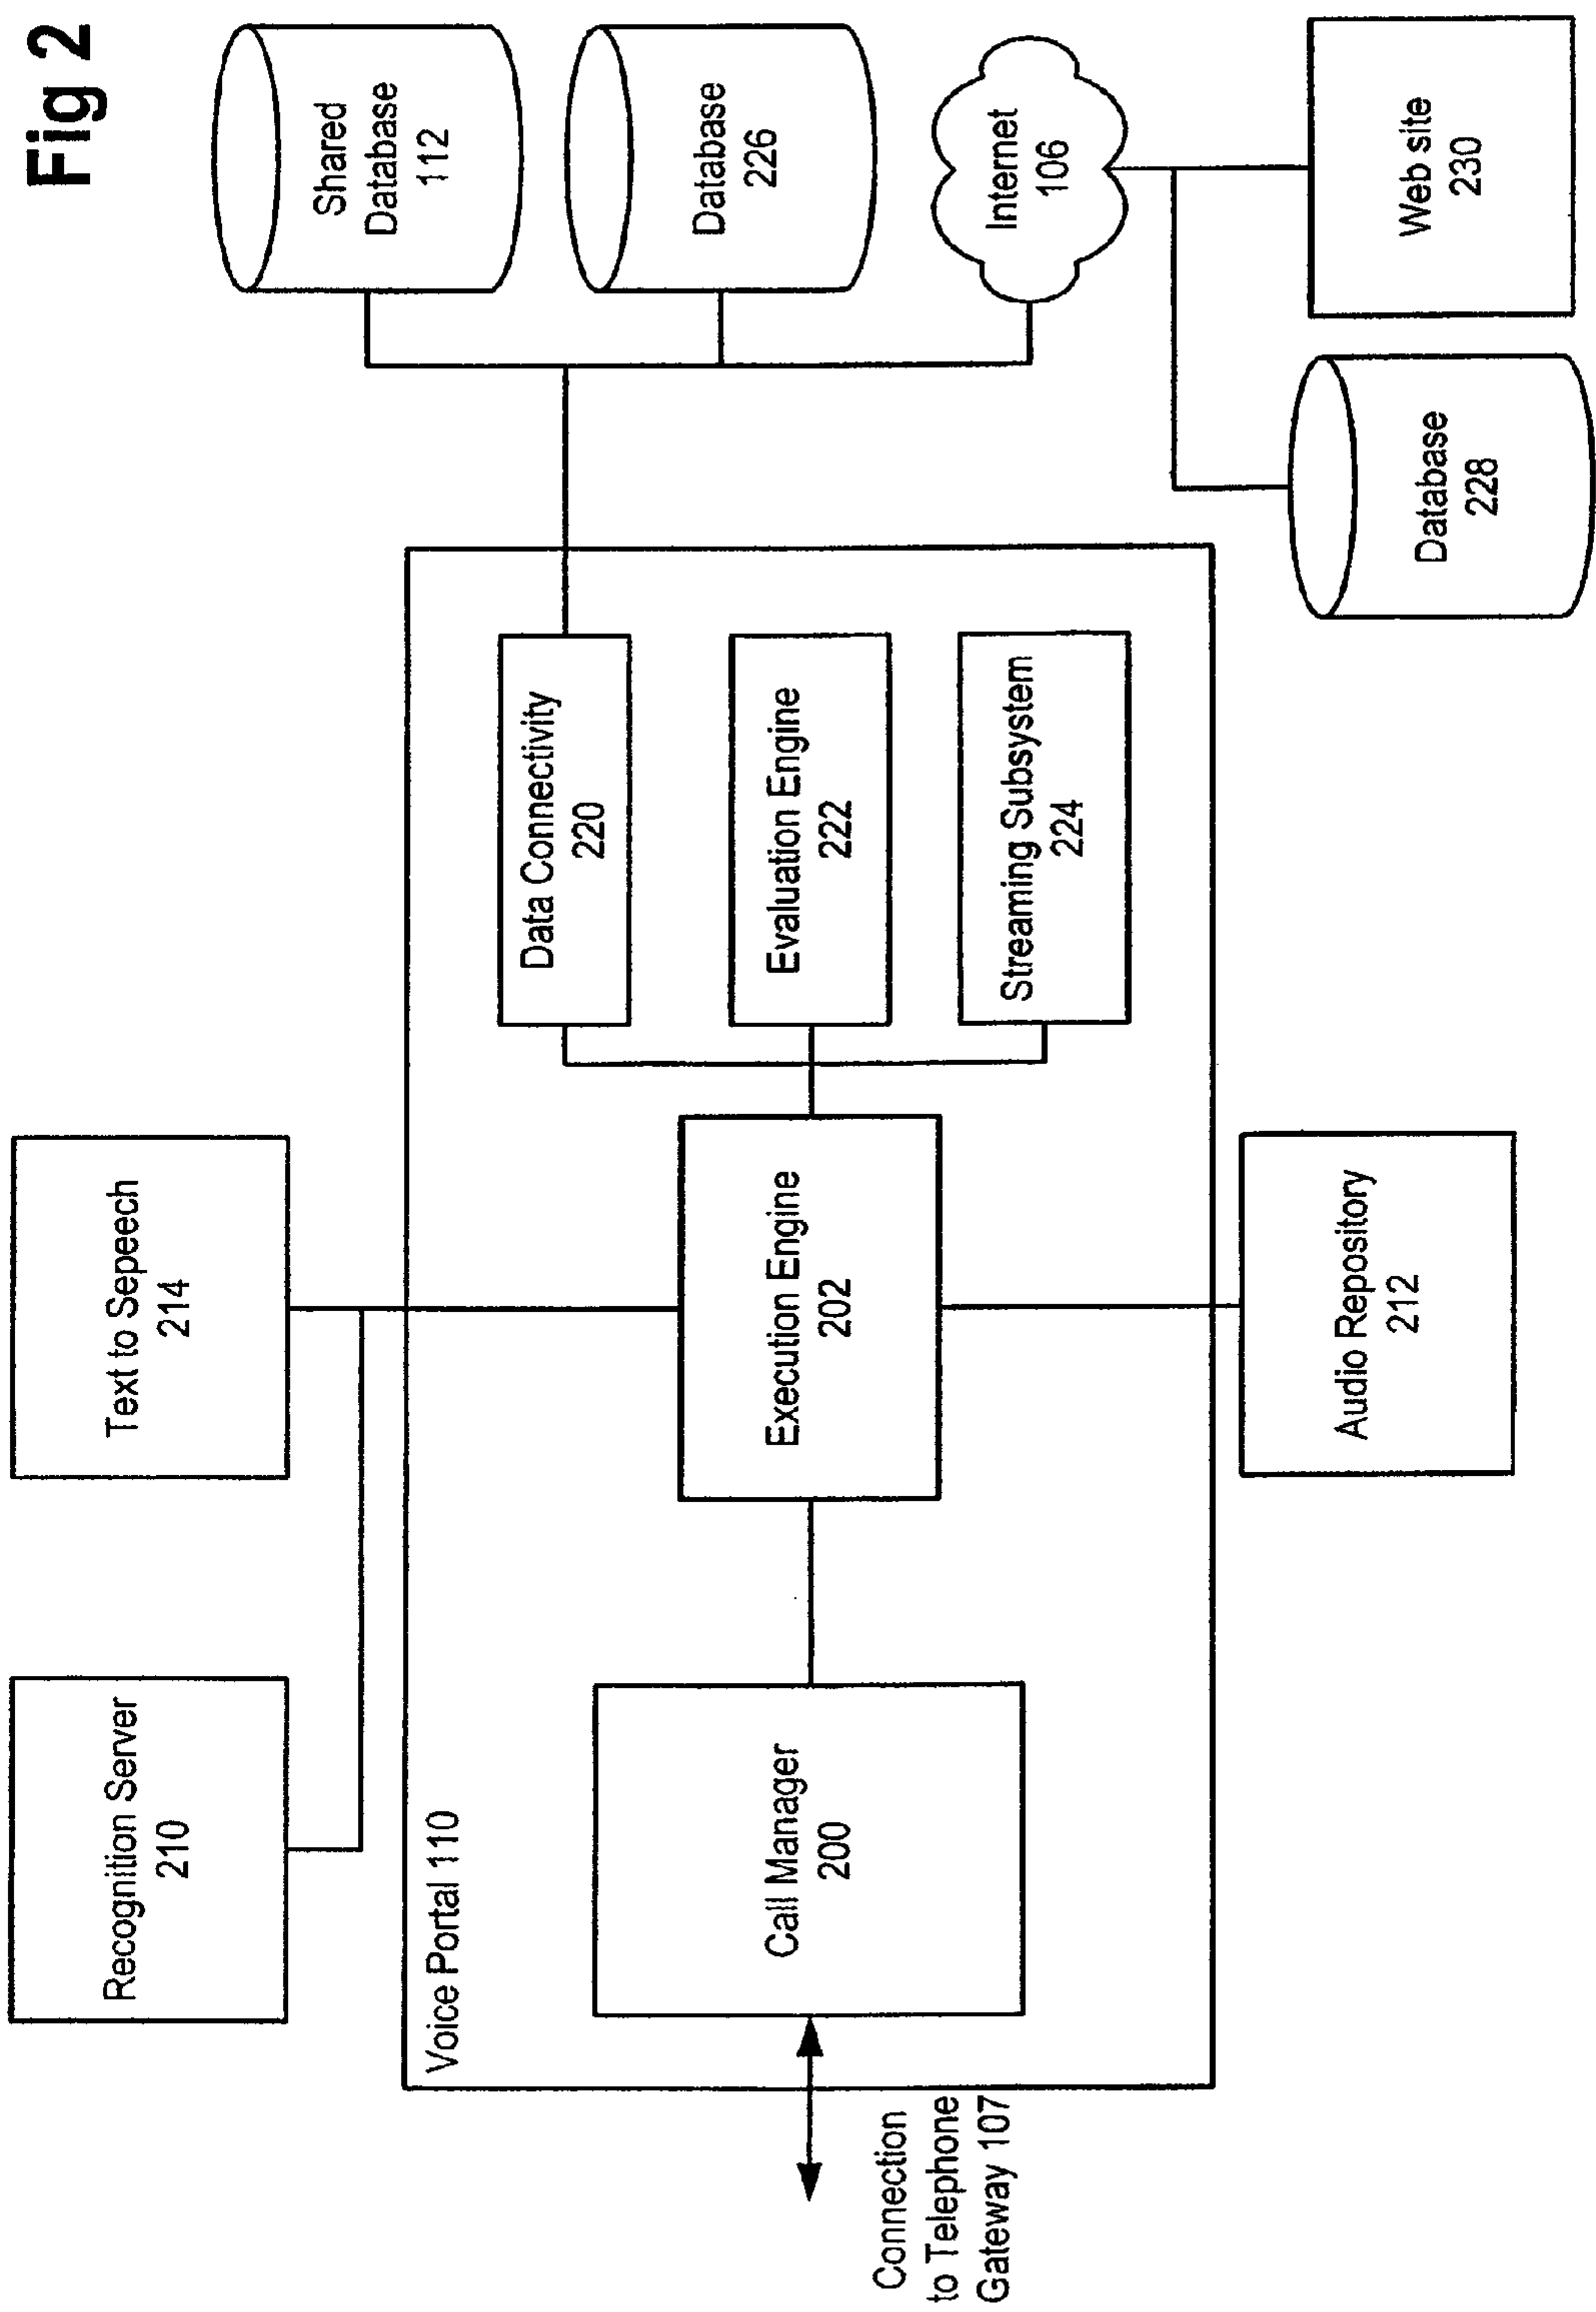 Fig 2
Recognition Server
210
Text to Sepeech
214
Shared
Database
112
Database
226
Internet
106
Web site
230
Database
228
Voice Portal 110
Data Connectivity
220
Evaluation Engine
222
Streaming Subsystem
224
Execution Engine
202
Call Manager
200
Connection
to Telephone
Gateway 107
Audio Repository
212